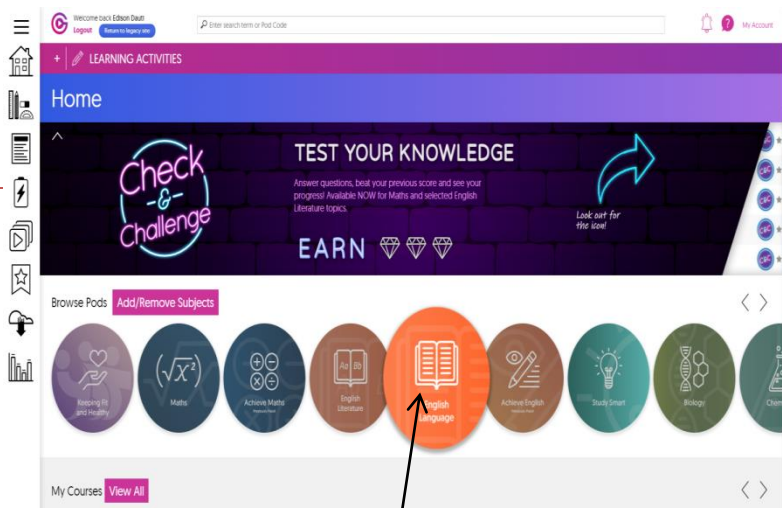 Welcome back Edison Dauti
Logout Return to legacy site
Enter search term or Pod Code
? My Account
+ LEARNING ACTIVITIES
Home
Check
- & -
Challenge
TEST YOUR KNOWLEDGE
Answer questions, beat your previous score and see your
progress! Available NOW for Maths and selected English
Literature topics.
EARN
Look out for
the icon!
Browse Pods Add/Remove Subjects
Keeping Fit
and Healthy
Maths
Achieve Maths
Aa Bb
English
Literature
English
Language
Achieve English
Study Smart
Biology
Chem
My Courses View All